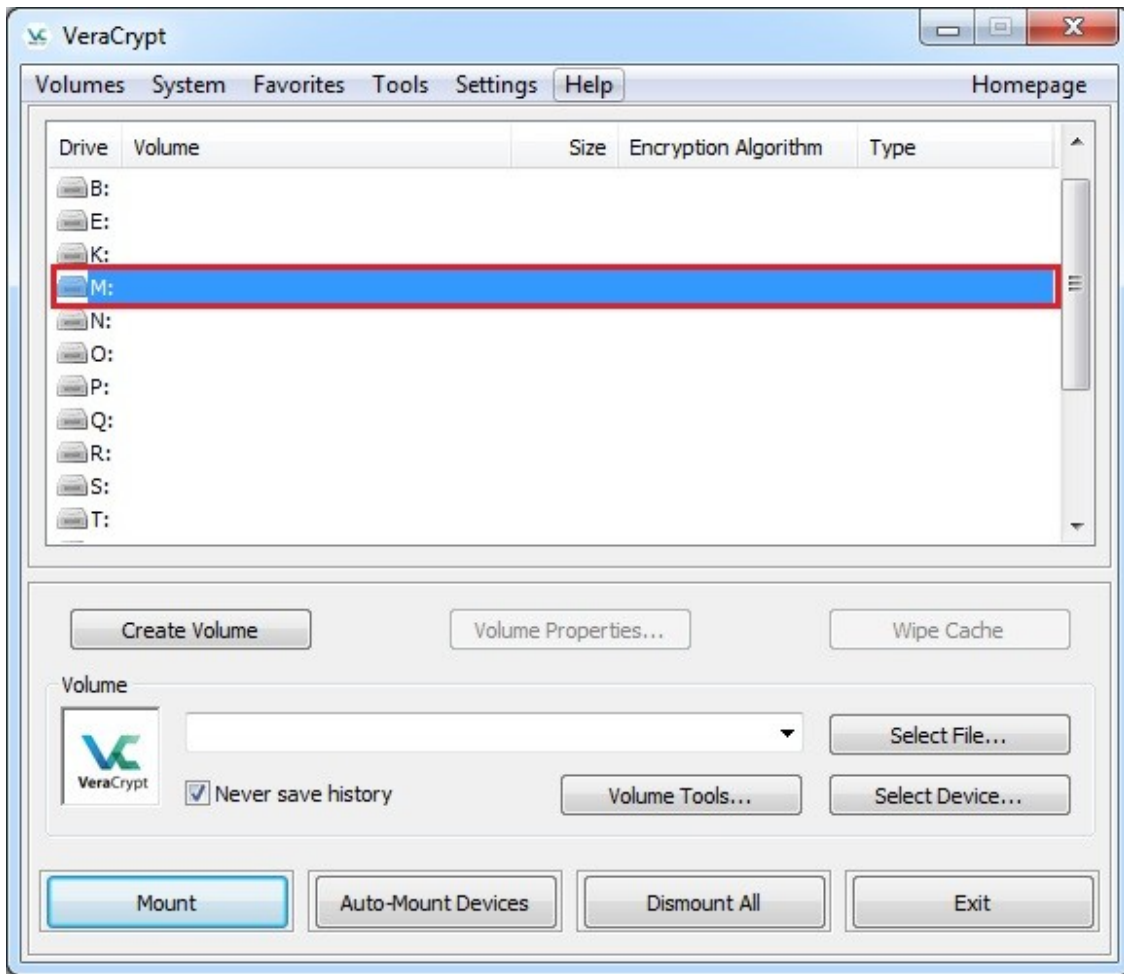 VeraCrypt
Volumes System Favorites Tools Settings Help Homepage
Drive Volume Size Encryption Algorithm Type
B:
E:
K:
M:
N:
O:
P:
Q:
R:
S:
T:
Create Volume Volume Properties... Wipe Cache
Volume
Select File...
VeraCrypt
Never save history Volume Tools... Select Device...
Mount Auto-Mount Devices Dismount All Exit